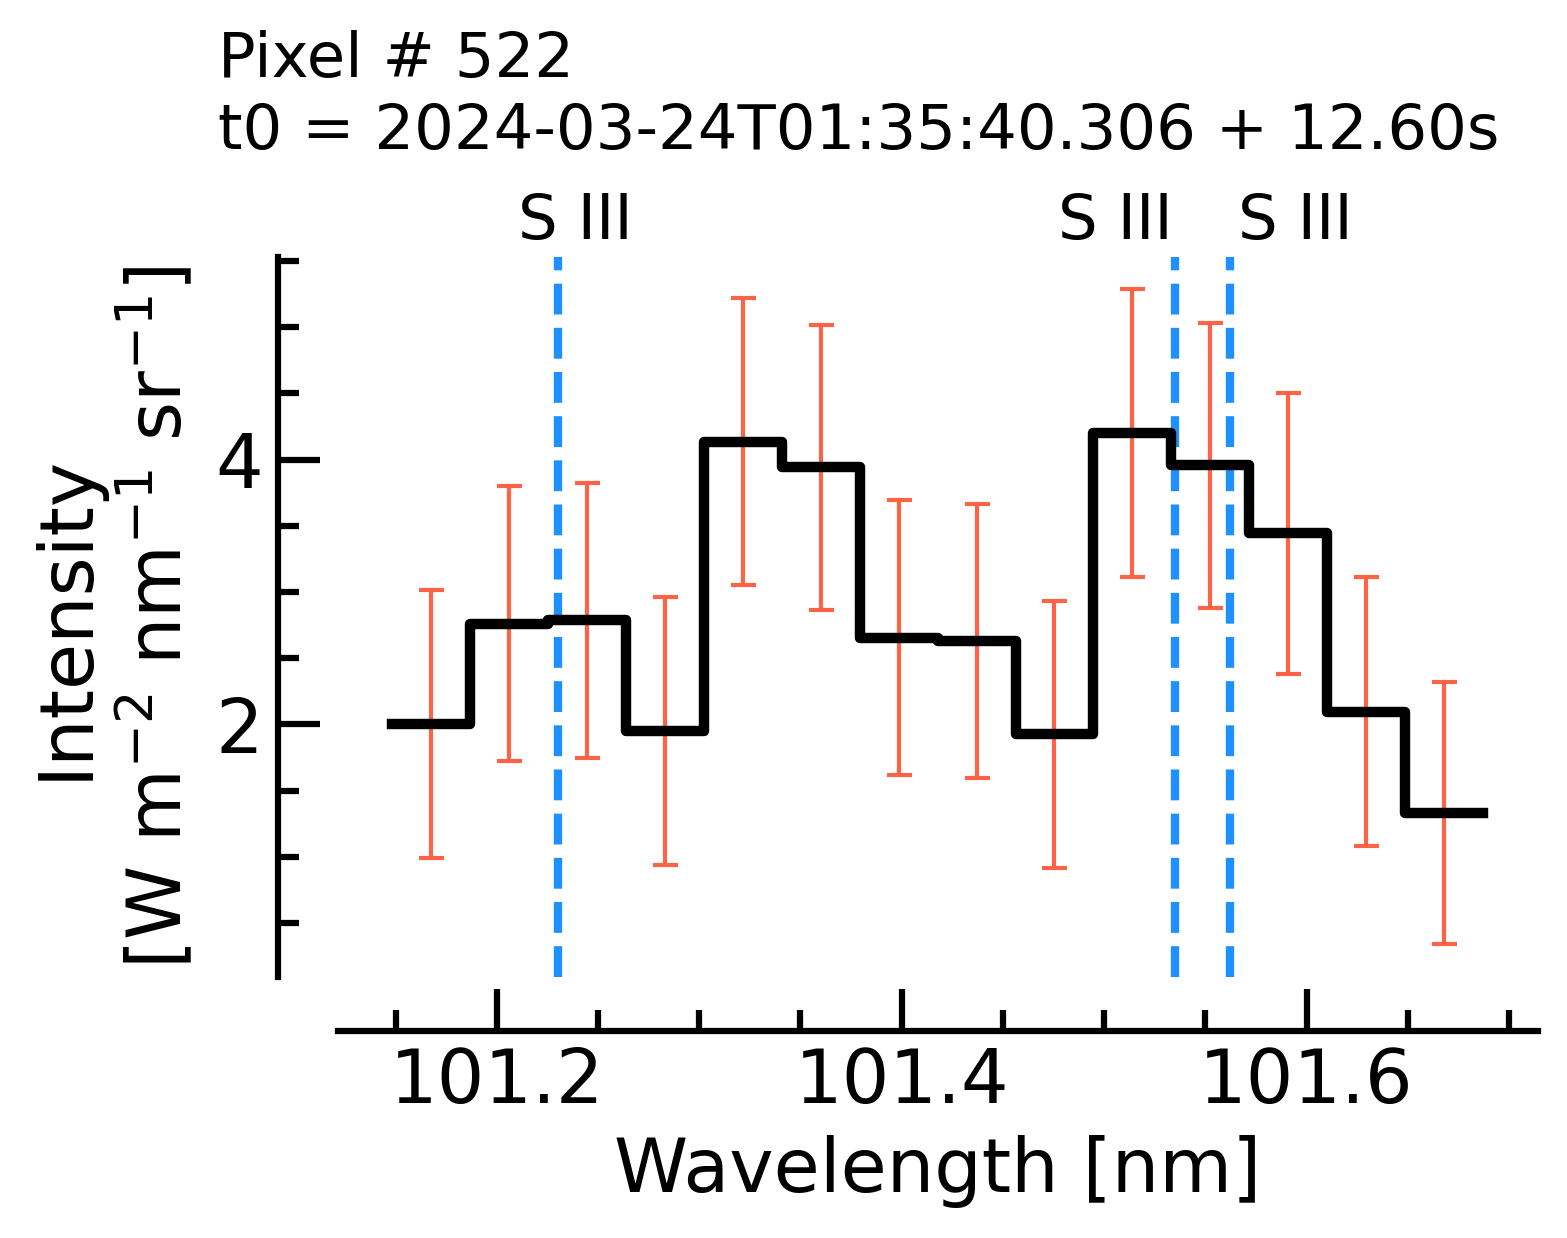 Pixel # 522
t0 = 2024-03-24T01:35:40.306 + 12.60s
S III S III S III
Intensity
[W m⁻² nm⁻¹ sr⁻¹]
4
2
101.2 101.4 101.6
Wavelength [nm]